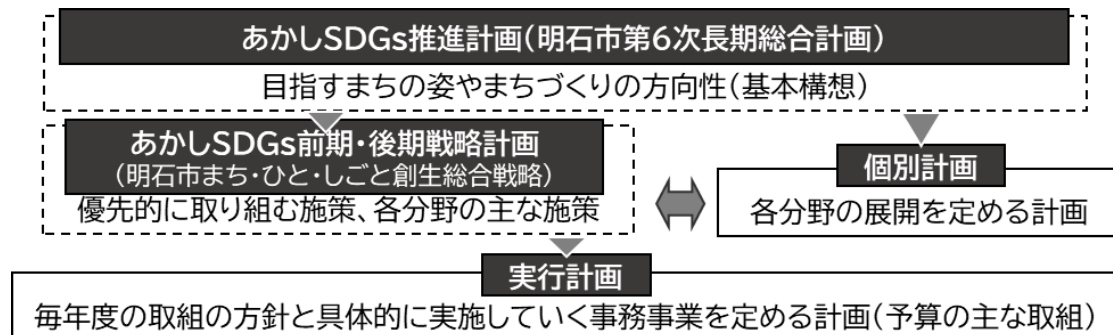 あかしSDGs推進計画(明石市第6次長期総合計画)
目指すまちの姿やまちづくりの方向性(基本構想)
あかしSDGs前期・後期戦略計画
(明石市まち・ひと・しごと創生総合戦略)
優先的に取り組む施策、各分野の主な施策
個別計画
各分野の展開を定める計画
実行計画
毎年度の取組の方針と具体的に実施していく事務事業を定める計画(予算の主な取組)